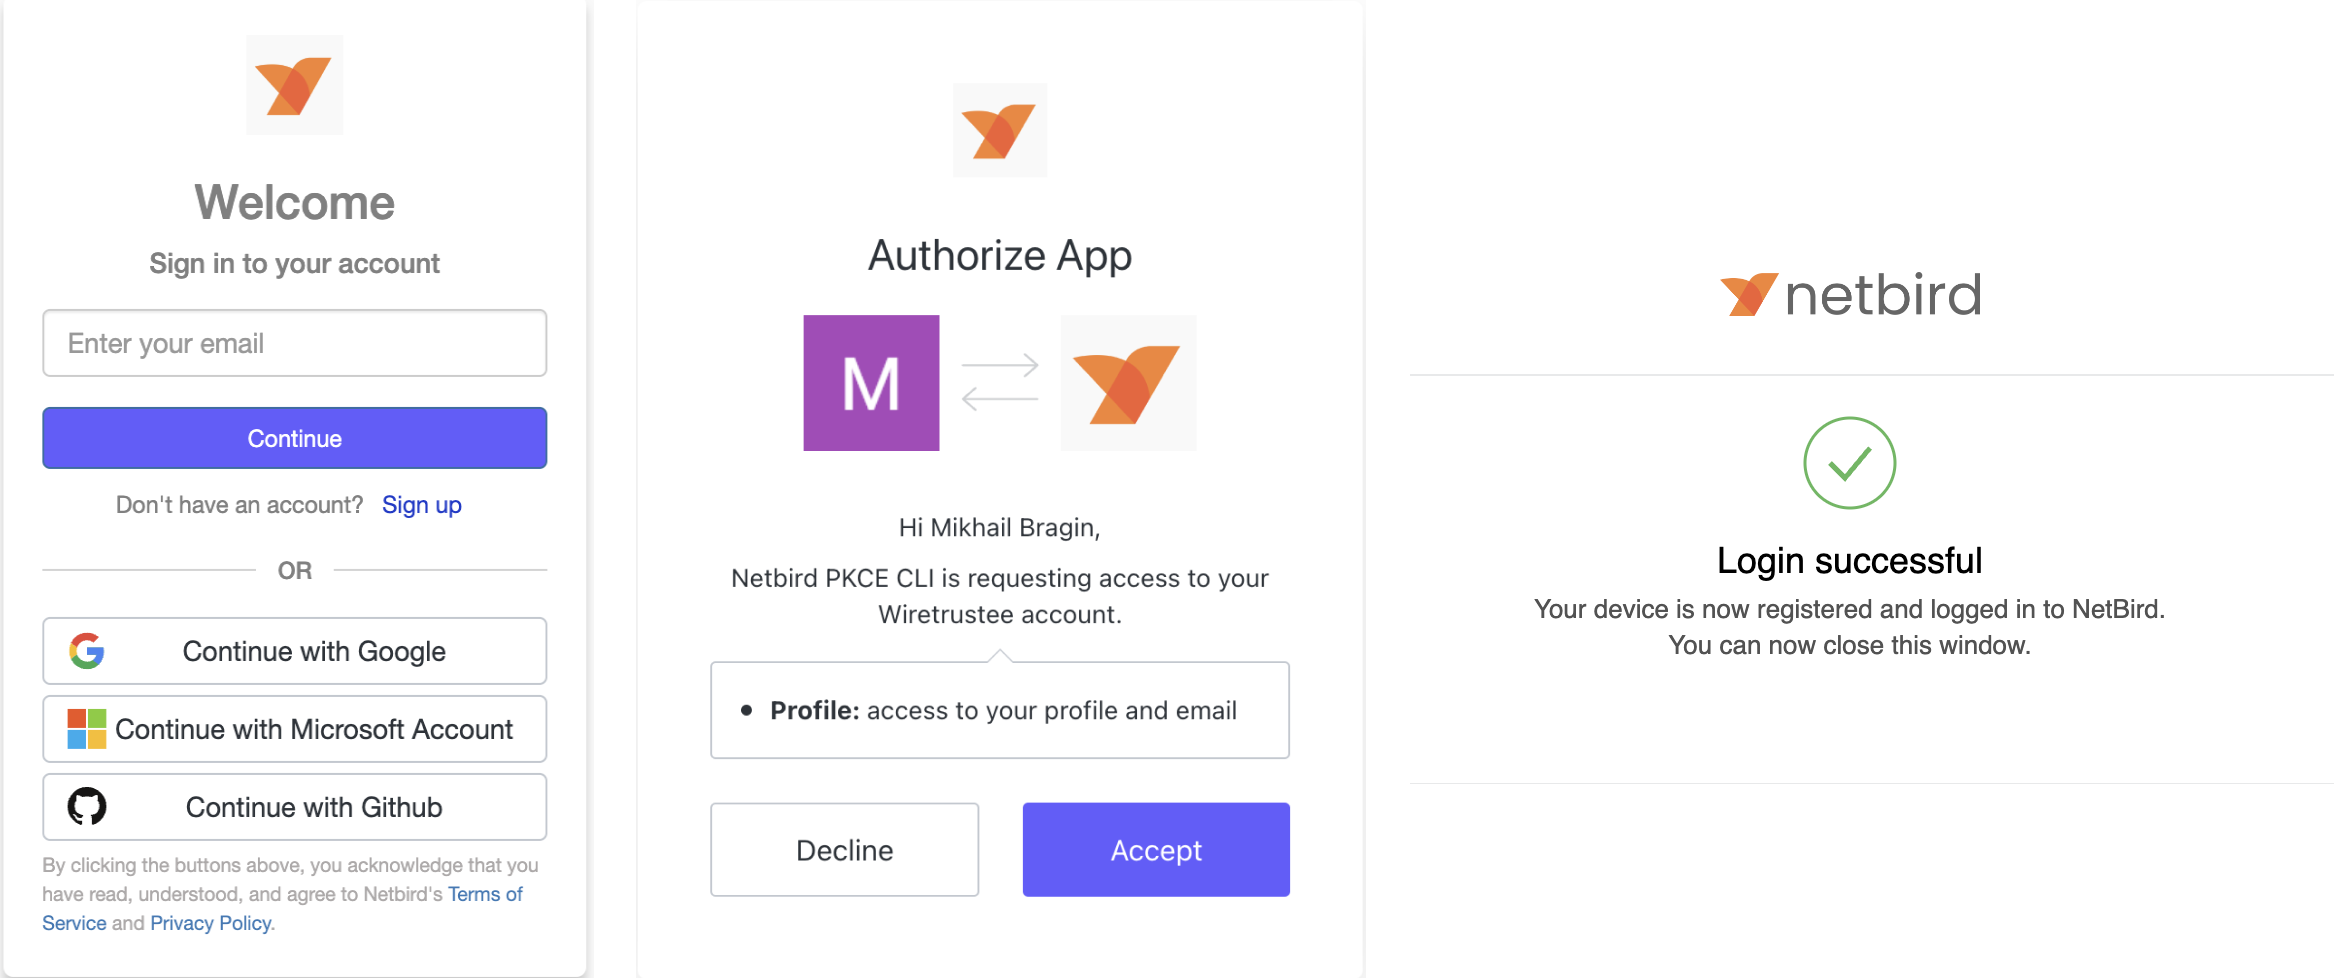 Welcome
Sign in to your account
Enter your email
Continue
Don't have an account? Sign up
OR
Continue with Google
Continue with Microsoft Account
Continue with Github
By clicking the buttons above, you acknowledge that you
have read, understood, and agree to Netbird's Terms of
Service and Privacy Policy.
Authorize App
M
Hi Mikhail Bragin,
Netbird PKCE CLI is requesting access to your
Wiretrustee account.
• Profile: access to your profile and email
Decline
Accept
netbird
Login successful
Your device is now registered and logged in to NetBird.
You can now close this window.